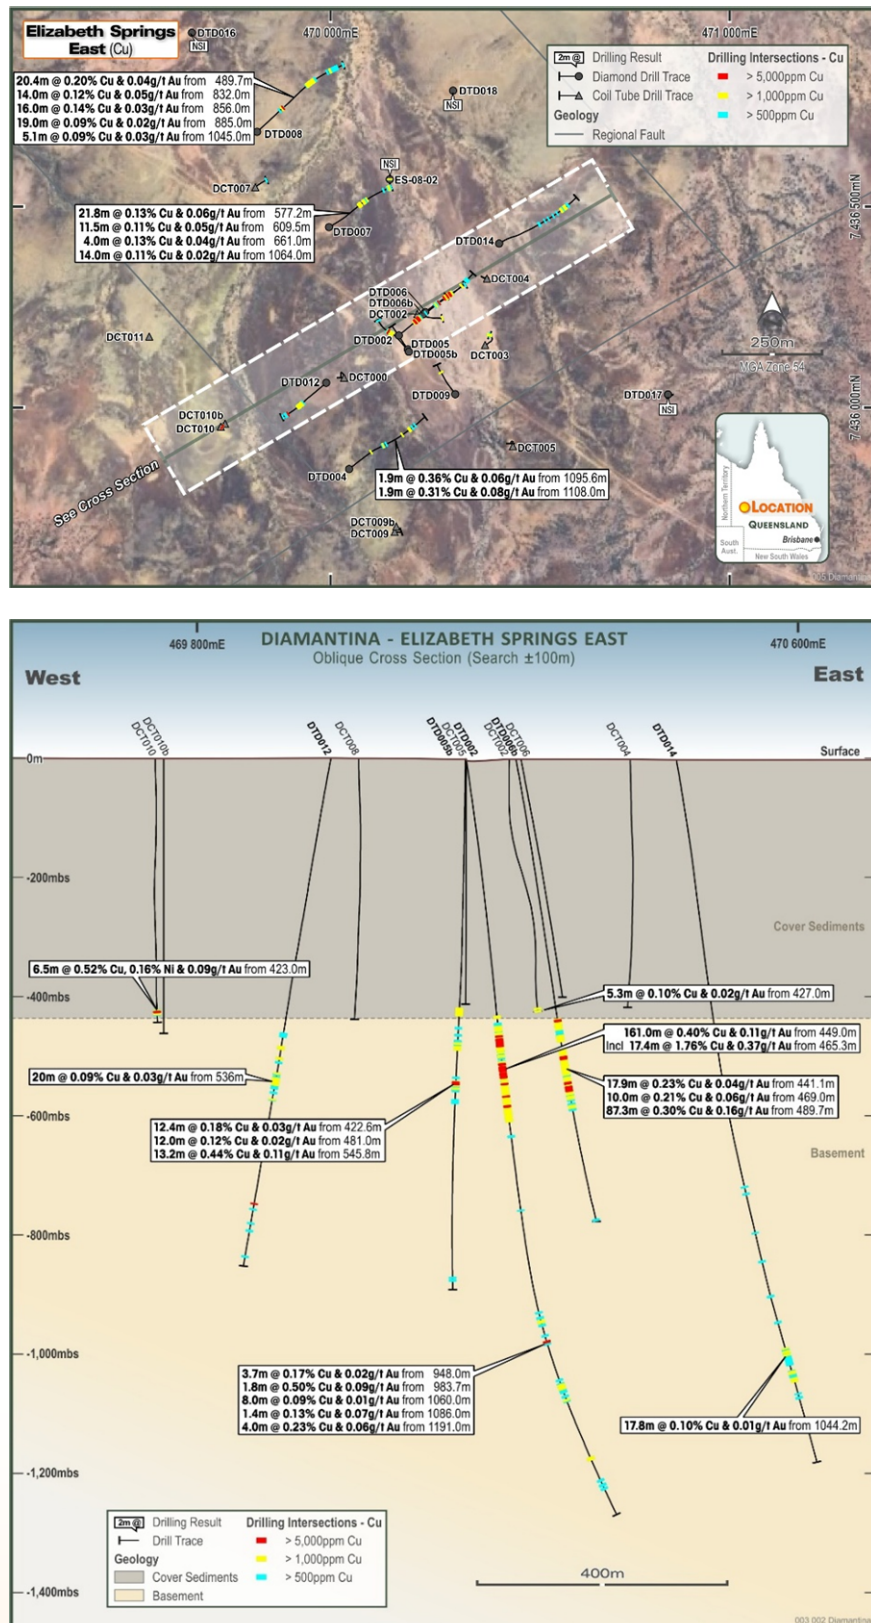 Elizabeth Springs
East (Cu)
DTD016
NSI
470 000mE
471 000mE
2m @ Drilling Result
Diamond Drill Trace
Coil Tube Drill Trace
Geology
Regional Fault
Drilling Intersections - Cu
> 5,000ppm Cu
> 1,000ppm Cu
> 500ppm Cu
20.4m @ 0.20% Cu & 0.04g/t Au from 489.7m
14.0m @ 0.12% Cu & 0.05g/t Au from 832.0m
16.0m @ 0.14% Cu & 0.03g/t Au from 856.0m
19.0m @ 0.09% Cu & 0.02g/t Au from 885.0m
5.1m @ 0.09% Cu & 0.03g/t Au from 1045.0m
DTD008
DTD018
NSI
NSI
ES-08-02
DCT007
21.8m @ 0.13% Cu & 0.06g/t Au from 577.2m
11.5m @ 0.11% Cu & 0.05g/t Au from 609.5m
4.0m @ 0.13% Cu & 0.04g/t Au from 661.0m
14.0m @ 0.11% Cu & 0.02g/t Au from 1064.0m
DTD007
7 436 500mN
DTD014
DCT004
DTD006
DTD006b
DCT002
DTD002
DTD005
DTD005b
DCT003
DCT011
250m
MGA Zone 54
DCT000
DTD012
DTD009
DTD017
NSI
7 436 000mN
DCT010b
DCT010
DCT005
DTD004
See Cross Section
1.9m @ 0.36% Cu & 0.06g/t Au from 1095.6m
1.9m @ 0.31% Cu & 0.08g/t Au from 1108.0m
DCT009b
DCT009
Northern Territory
LOCATION
QUEENSLAND
Brisbane
South
Aust.
New South Wales
005 Diamantina
469 800mE
DIAMANTINA - ELIZABETH SPRINGS EAST
470 600mE
Oblique Cross Section (Search ±100m)
West
East
DCT010
DCT010b
DTD012
DCT008
DTD005b
DCT005
DTD002
DCT002
DTD006b
DCT006
DCT004
DTD014
0m
Surface
-200mbs
Cover Sediments
6.5m @ 0.52% Cu, 0.16% Ni & 0.09g/t Au from 423.0m
-400mbs
5.3m @ 0.10% Cu & 0.02g/t Au from 427.0m
161.0m @ 0.40% Cu & 0.11g/t Au from 449.0m
Incl 17.4m @ 1.76% Cu & 0.37g/t Au from 465.3m
20m @ 0.09% Cu & 0.03g/t Au from 536m
17.9m @ 0.23% Cu & 0.04g/t Au from 441.1m
10.0m @ 0.21% Cu & 0.06g/t Au from 469.0m
87.3m @ 0.30% Cu & 0.16g/t Au from 489.7m
-600mbs
12.4m @ 0.18% Cu & 0.03g/t Au from 422.6m
12.0m @ 0.12% Cu & 0.02g/t Au from 481.0m
13.2m @ 0.44% Cu & 0.11g/t Au from 545.8m
Basement
-800mbs
-1,000mbs
3.7m @ 0.17% Cu & 0.02g/t Au from 948.0m
1.8m @ 0.50% Cu & 0.09g/t Au from 983.7m
8.0m @ 0.09% Cu & 0.01g/t Au from 1060.0m
1.4m @ 0.13% Cu & 0.07g/t Au from 1086.0m
4.0m @ 0.23% Cu & 0.06g/t Au from 1191.0m
17.8m @ 0.10% Cu & 0.01g/t Au from 1044.2m
-1,200mbs
2m @ Drilling Result
Drill Trace
Geology
Cover Sediments
Basement
Drilling Intersections - Cu
> 5,000ppm Cu
> 1,000ppm Cu
> 500ppm Cu
400m
-1,400mbs
003 002 Diamantina